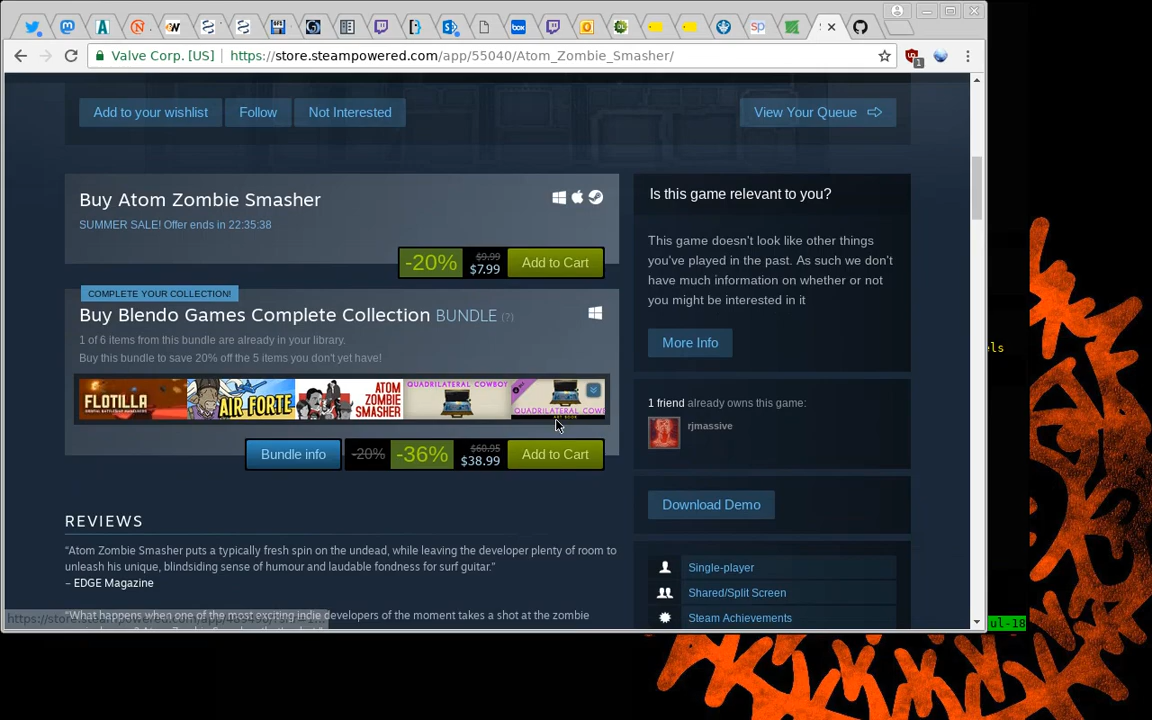 Valve Corp. [US] https://store.steampowered.com/app/55040/Atom_Zombie_Smasher/
1
Add to your wishlist
Follow
Not Interested
View Your Queue
Buy Atom Zombie Smasher
SUMMER SALE! Offer ends in 22:35:38
-20%
$9.99
$7.99
Add to Cart
COMPLETE YOUR COLLECTION!
Buy Blendo Games Complete Collection BUNDLE (?)
1 of 6 items from this bundle are already in your library.
Buy this bundle to save 20% off the 5 items you don't yet have!
FLOTILLA
AIR FORTE
ATOM
ZOMBIE
SMASHER
QUADRILATERAL COWBOY
QUADRILATERAL COWB
ART BOOK
Bundle info
-20%
-36%
$60.95
$38.99
Add to Cart
REVIEWS
“Atom Zombie Smasher puts a typically fresh spin on the undead, while leaving the developer plenty of room to
unleash his unique, blindsiding sense of humour and laudable fondness for surf guitar.”
– EDGE Magazine
“What happens when one of the most exciting indie developers of the moment takes a shot at the zombie
Is this game relevant to you?
This game doesn't look like other things
you've played in the past. As such we don't
have much information on whether or not
you might be interested in it
More Info
1 friend already owns this game:
rjmassive
Download Demo
Single-player
Shared/Split Screen
Steam Achievements
els
ul-18